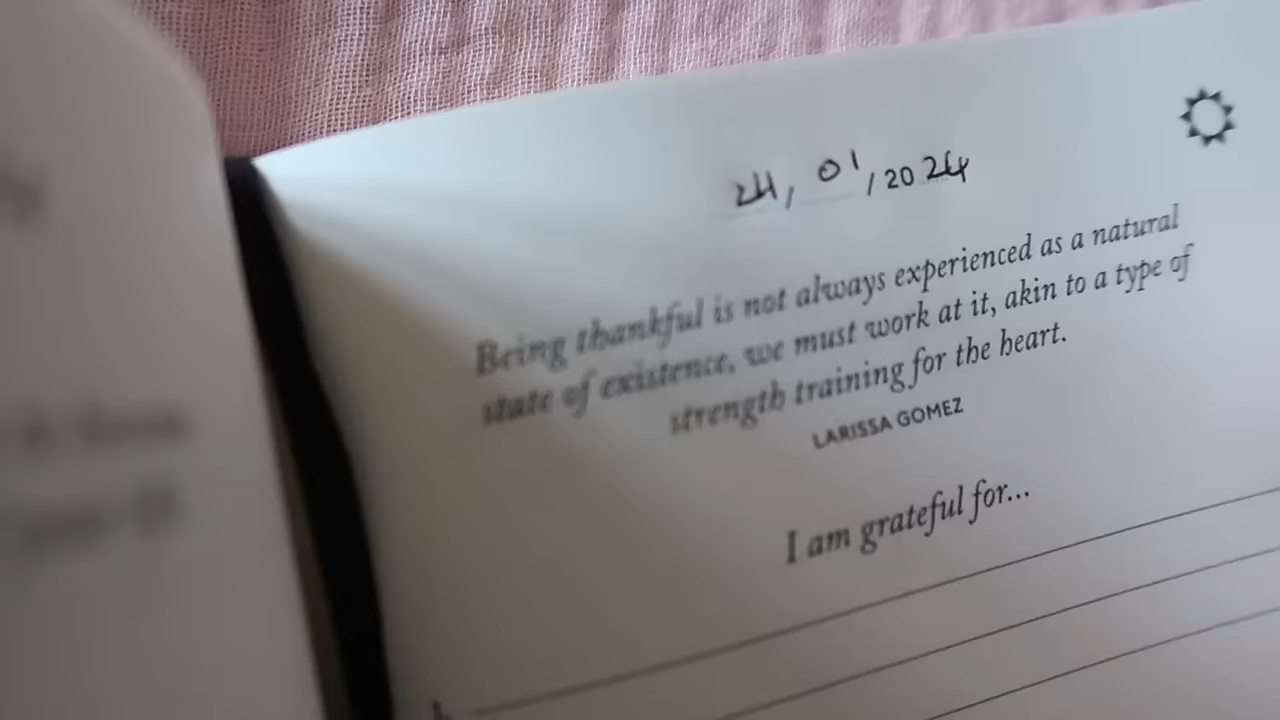 24/01/2024
Being thankful is not always experienced as a natural
state of existence, we must work at it, akin to a type of
strength training for the heart.
LARISSA GOMEZ
I am grateful for...